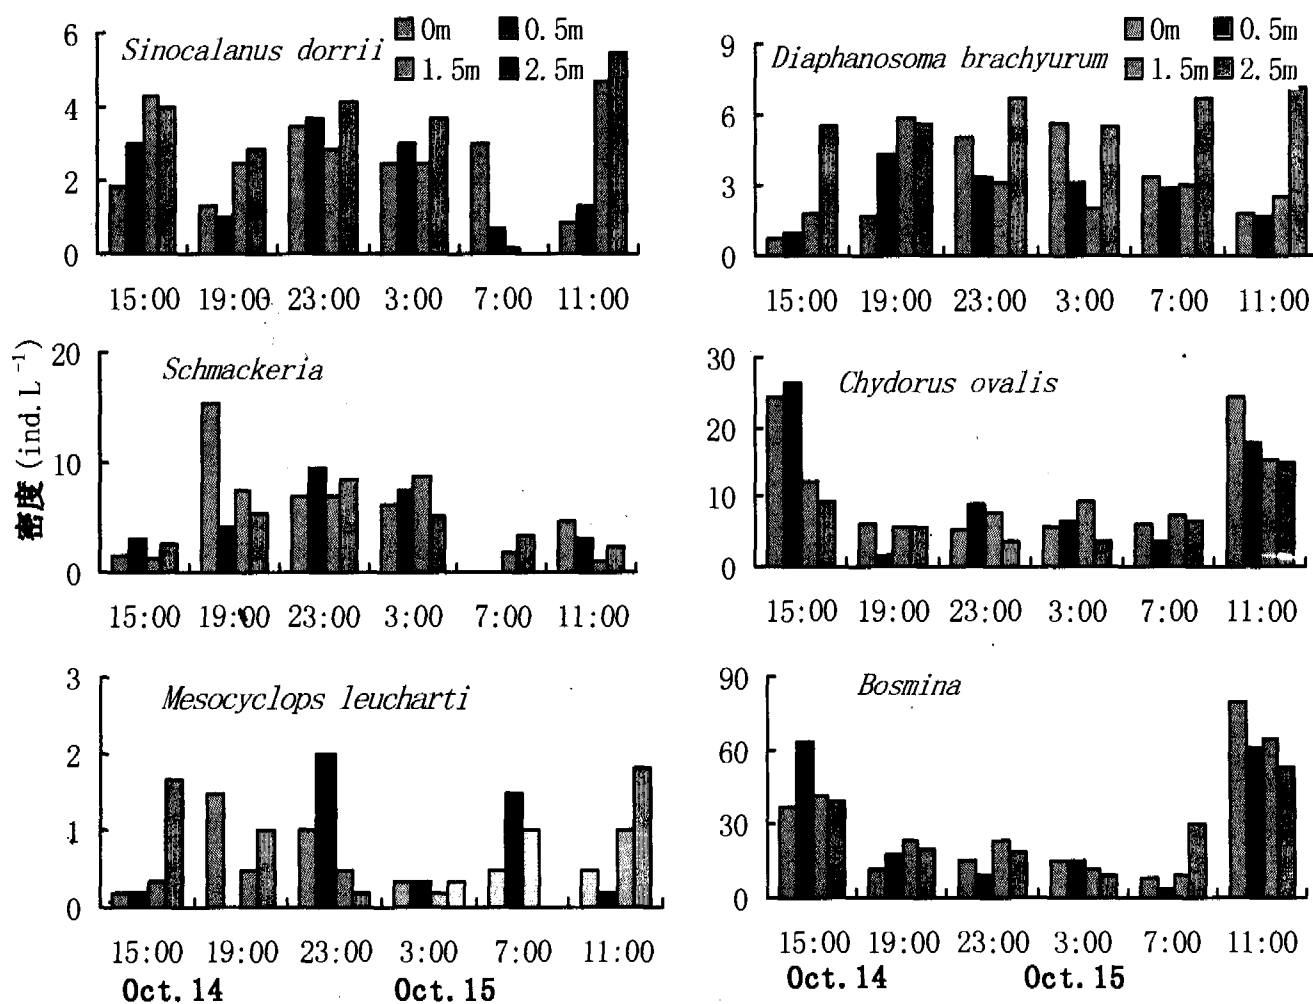 Sinocalanus dorrii
0m 0.5m
1.5m 2.5m
6
4
2
0
15:00 19:00 23:00 3:00 7:00 11:00
Diaphanosoma brachyurum
0m 0.5m
1.5m 2.5m
9
6
3
0
15:00 19:00 23:00 3:00 7:00 11:00
密度 (ind. L⁻¹)
Schmackeria
20
10
0
15:00 19:00 23:00 3:00 7:00 11:00
Chydorus ovalis
30
20
10
0
15:00 19:00 23:00 3:00 7:00 11:00
Mesocyclops leucharti
3
2
1
0
15:00 19:00 23:00 3:00 7:00 11:00
Oct. 14 Oct. 15
Bosmina
90
60
30
0
15:00 19:00 23:00 3:00 7:00 11:00
Oct. 14 Oct. 15